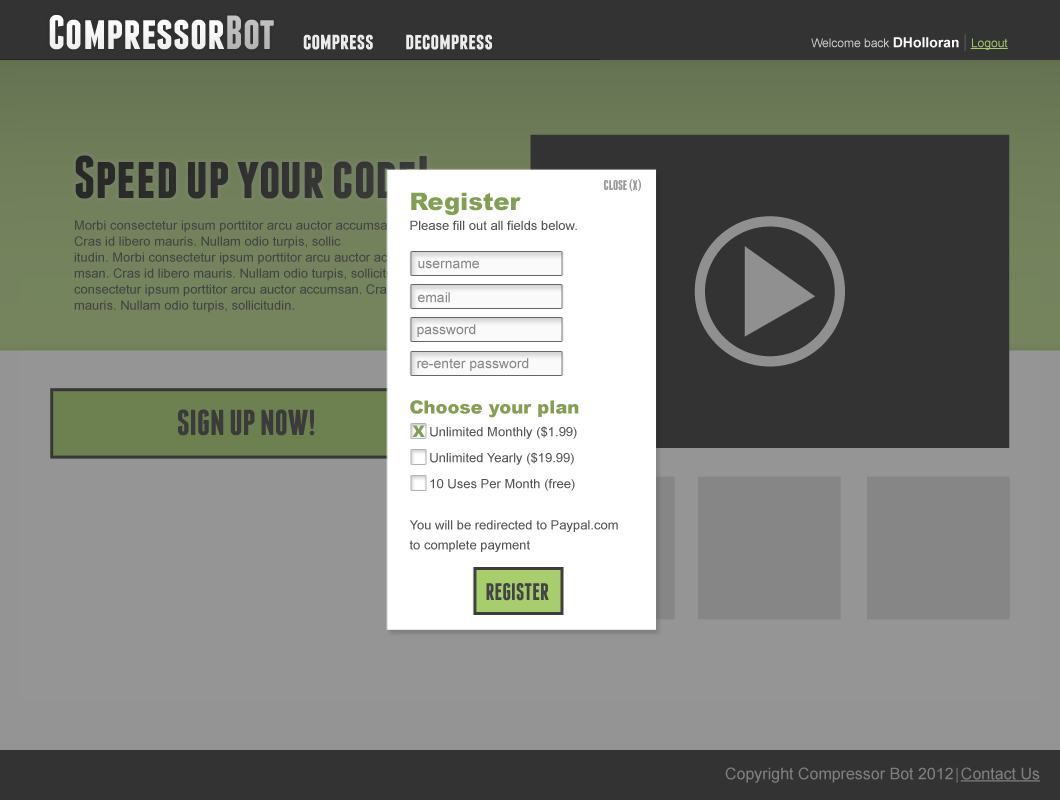 COMPRESSORBOT
COMPRESS
DECOMPRESS
Welcome back DHolloran | Logout
SPEED UP YOUR CODE!
Morbi consectetur ipsum porttitor arcu auctor accumsa
Cras id libero mauris. Nullam odio turpis, sollic
itudin. Morbi consectetur ipsum porttitor arcu auctor ac
msan. Cras id libero mauris. Nullam odio turpis, sollicit
consectetur ipsum porttitor arcu auctor accumsan. Cra
mauris. Nullam odio turpis, sollicitudin.
SIGN UP NOW!
CLOSE (X)
Register
Please fill out all fields below.
username
email
password
re-enter password
Choose your plan
X Unlimited Monthly ($1.99)
Unlimited Yearly ($19.99)
10 Uses Per Month (free)
You will be redirected to Paypal.com
to complete payment
REGISTER
Copyright Compressor Bot 2012|Contact Us